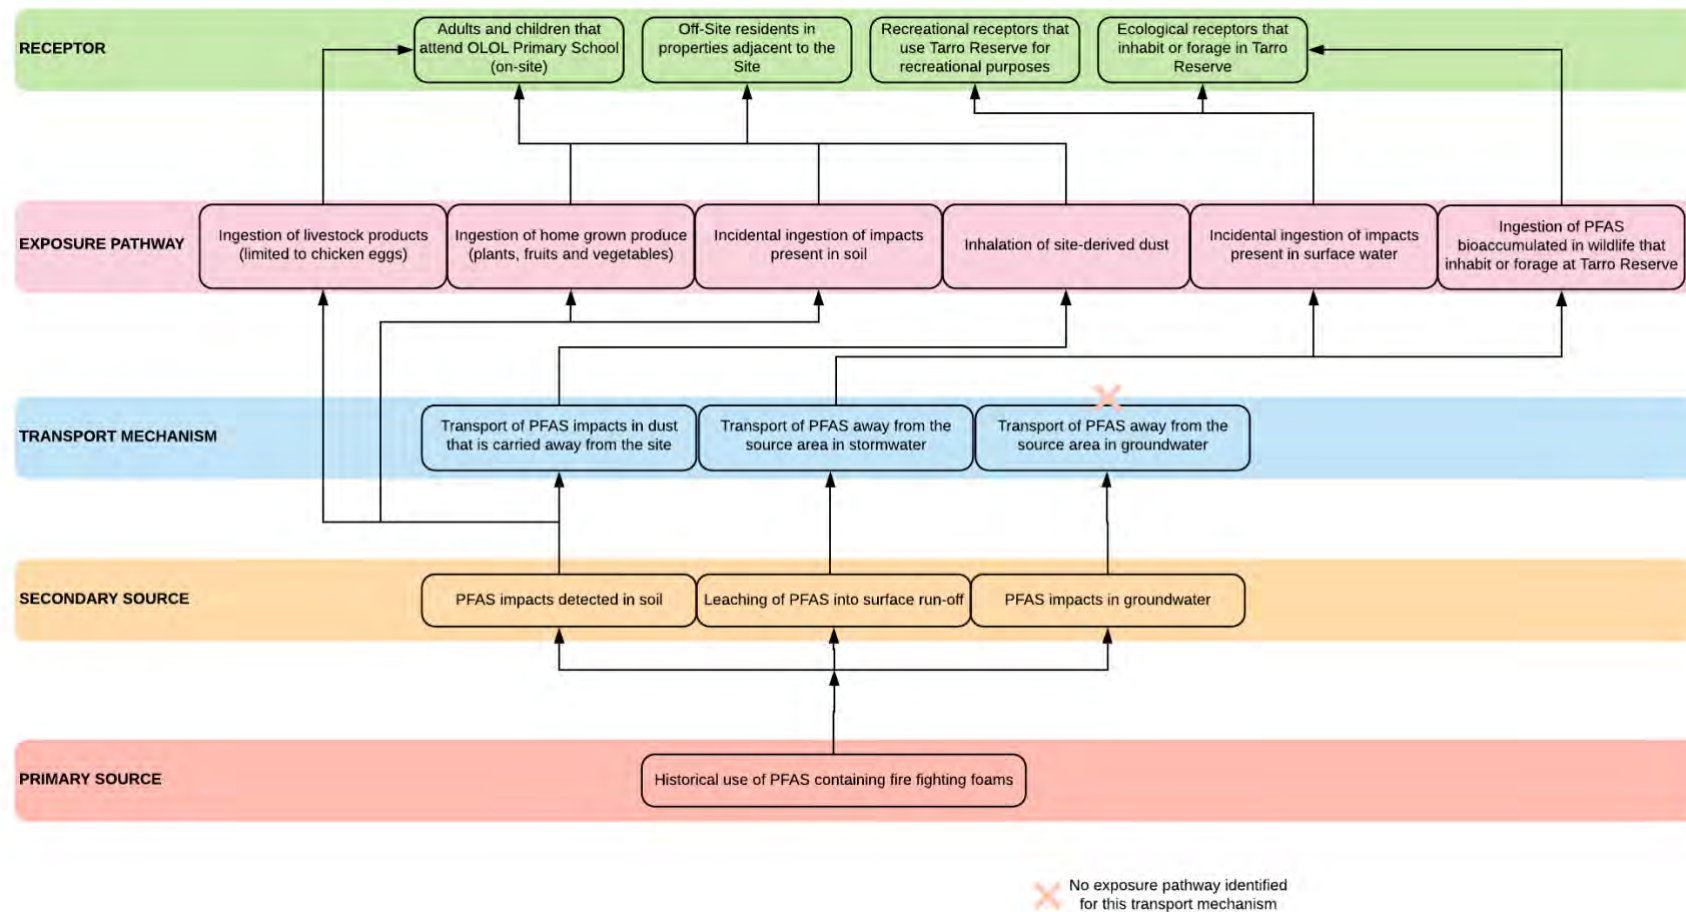 RECEPTOR
Adults and children that
attend OLOL Primary School
(on-site)
Off-Site residents in
properties adjacent to the
Site
Recreational receptors that
use Tarro Reserve for
recreational purposes
Ecological receptors that
inhabit or forage in Tarro
Reserve
EXPOSURE PATHWAY
Ingestion of livestock products
(limited to chicken eggs)
Ingestion of home grown produce
(plants, fruits and vegetables)
Incidental ingestion of impacts
present in soil
Inhalation of site-derived dust
Incidental ingestion of impacts
present in surface water
Ingestion of PFAS
bioaccumulated in wildlife that
inhabit or forage at Tarro Reserve
TRANSPORT MECHANISM
Transport of PFAS impacts in dust
that is carried away from the site
Transport of PFAS away from the
source area in stormwater
Transport of PFAS away from the
source area in groundwater
SECONDARY SOURCE
PFAS impacts detected in soil
Leaching of PFAS into surface run-off
PFAS impacts in groundwater
PRIMARY SOURCE
Historical use of PFAS containing fire fighting foams
No exposure pathway identified
for this transport mechanism